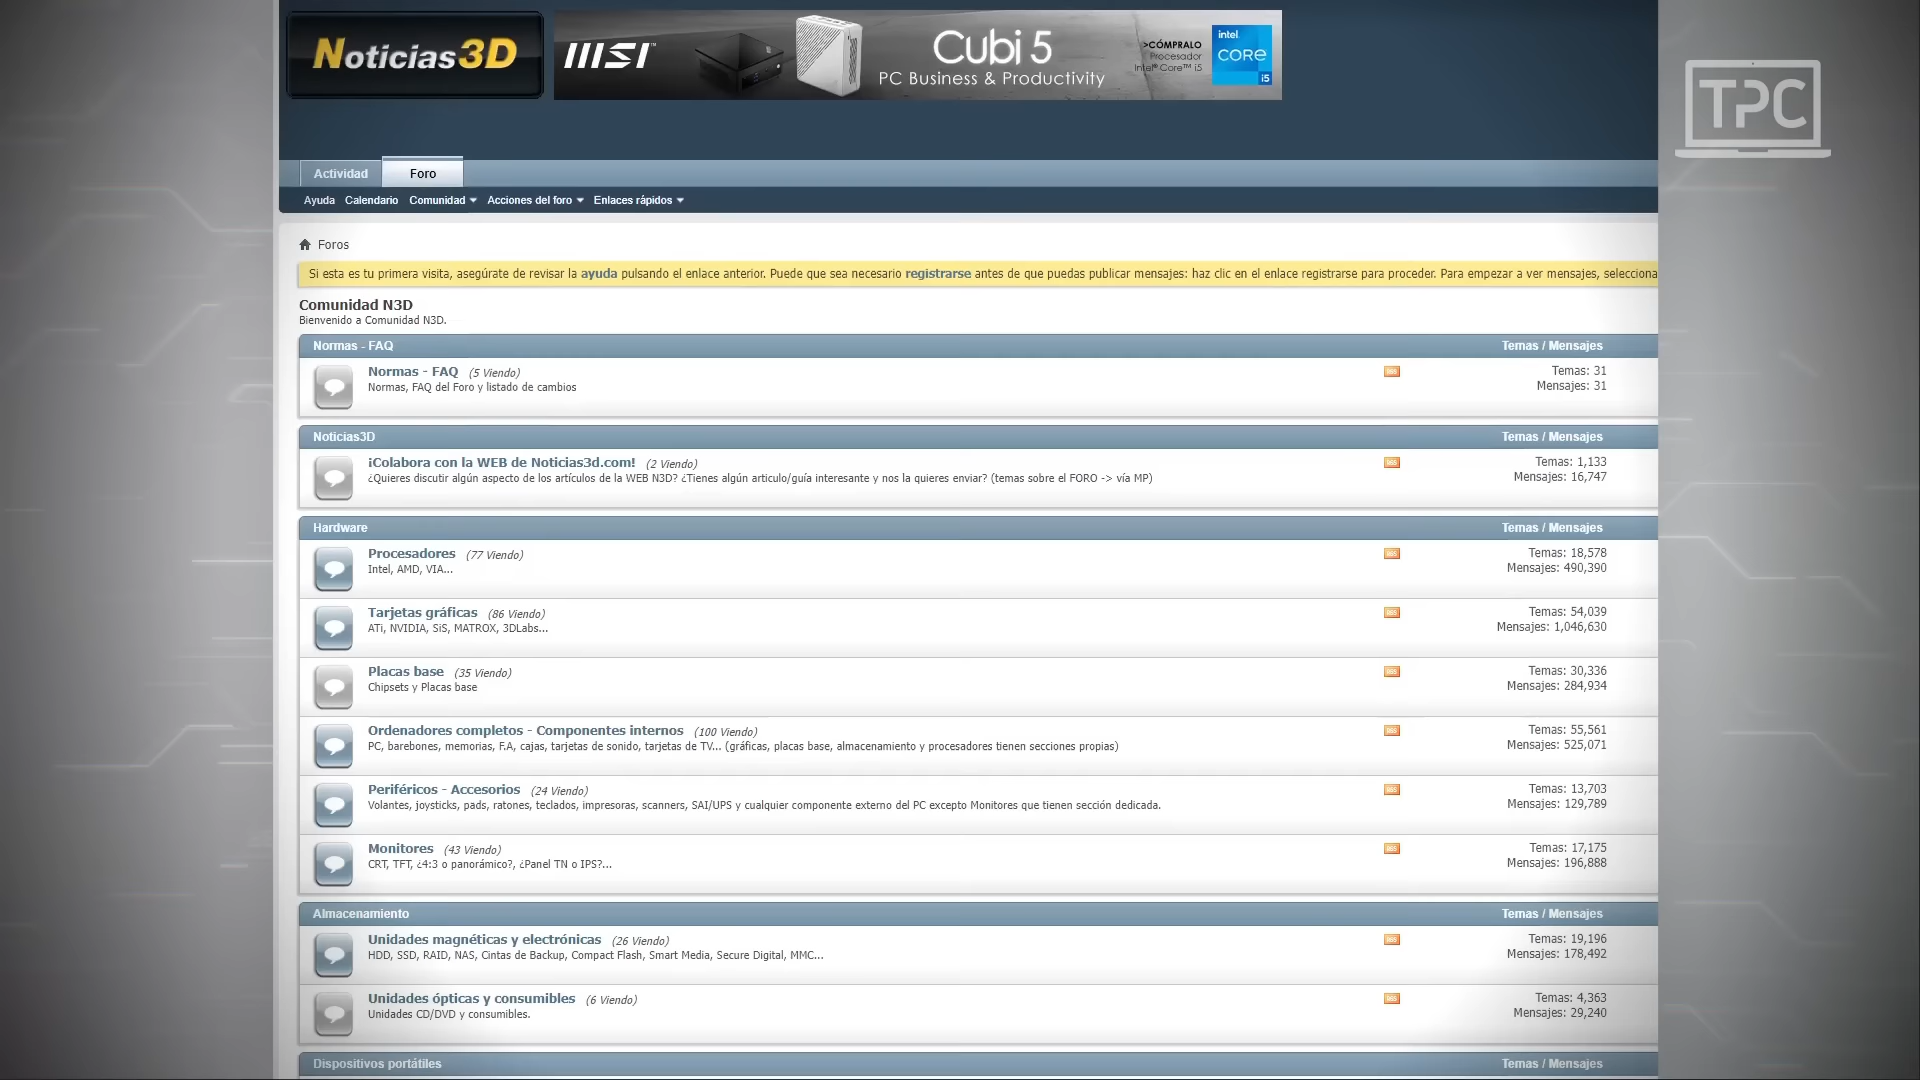 Noticias3D
msi
Cubi 5
PC Business & Productivity
>CÓMPRALO
Procesador
Intel® Core™ i5
intel
CORE
i5
TPC
Actividad
Foro
Ayuda Calendario Comunidad Acciones del foro Enlaces rápidos
Foros
Si esta es tu primera visita, asegúrate de revisar la ayuda pulsando el enlace anterior. Puede que sea necesario registrarse antes de que puedas publicar mensajes: haz clic en el enlace registrarse para proceder. Para empezar a ver mensajes, selecciona
Comunidad N3D
Bienvenido a Comunidad N3D.
Normas - FAQ Temas / Mensajes
Normas - FAQ (5 Viendo) Temas: 31
Normas, FAQ del Foro y listado de cambios Mensajes: 31
Noticias3D Temas / Mensajes
¡Colabora con la WEB de Noticias3d.com! (2 Viendo) Temas: 1,133
¿Quieres discutir algún aspecto de los artículos de la WEB N3D? ¿Tienes algún articulo/guía interesante y nos la quieres enviar? (temas sobre el FORO -> vía MP) Mensajes: 16,747
Hardware Temas / Mensajes
Procesadores (77 Viendo) Temas: 18,578
Intel, AMD, VIA... Mensajes: 490,390
Tarjetas gráficas (86 Viendo) Temas: 54,039
ATi, NVIDIA, SiS, MATROX, 3DLabs... Mensajes: 1,046,630
Placas base (35 Viendo) Temas: 30,336
Chipsets y Placas base Mensajes: 284,934
Ordenadores completos - Componentes internos (100 Viendo) Temas: 55,561
PC, barebones, memorias, F.A, cajas, tarjetas de sonido, tarjetas de TV... (gráficas, placas base, almacenamiento y procesadores tienen secciones propias) Mensajes: 525,071
Periféricos - Accesorios (24 Viendo) Temas: 13,703
Volantes, joysticks, pads, ratones, teclados, impresoras, scanners, SAI/UPS y cualquier componente externo del PC excepto Monitores que tienen sección dedicada. Mensajes: 129,789
Monitores (43 Viendo) Temas: 17,175
CRT, TFT, ¿4:3 o panorámico?, ¿Panel TN o IPS?... Mensajes: 196,888
Almacenamiento Temas / Mensajes
Unidades magnéticas y electrónicas (26 Viendo) Temas: 19,196
HDD, SSD, RAID, NAS, Cintas de Backup, Compact Flash, Smart Media, Secure Digital, MMC... Mensajes: 178,492
Unidades ópticas y consumibles (6 Viendo) Temas: 4,363
Unidades CD/DVD y consumibles. Mensajes: 29,240
Dispositivos portátiles Temas / Mensajes